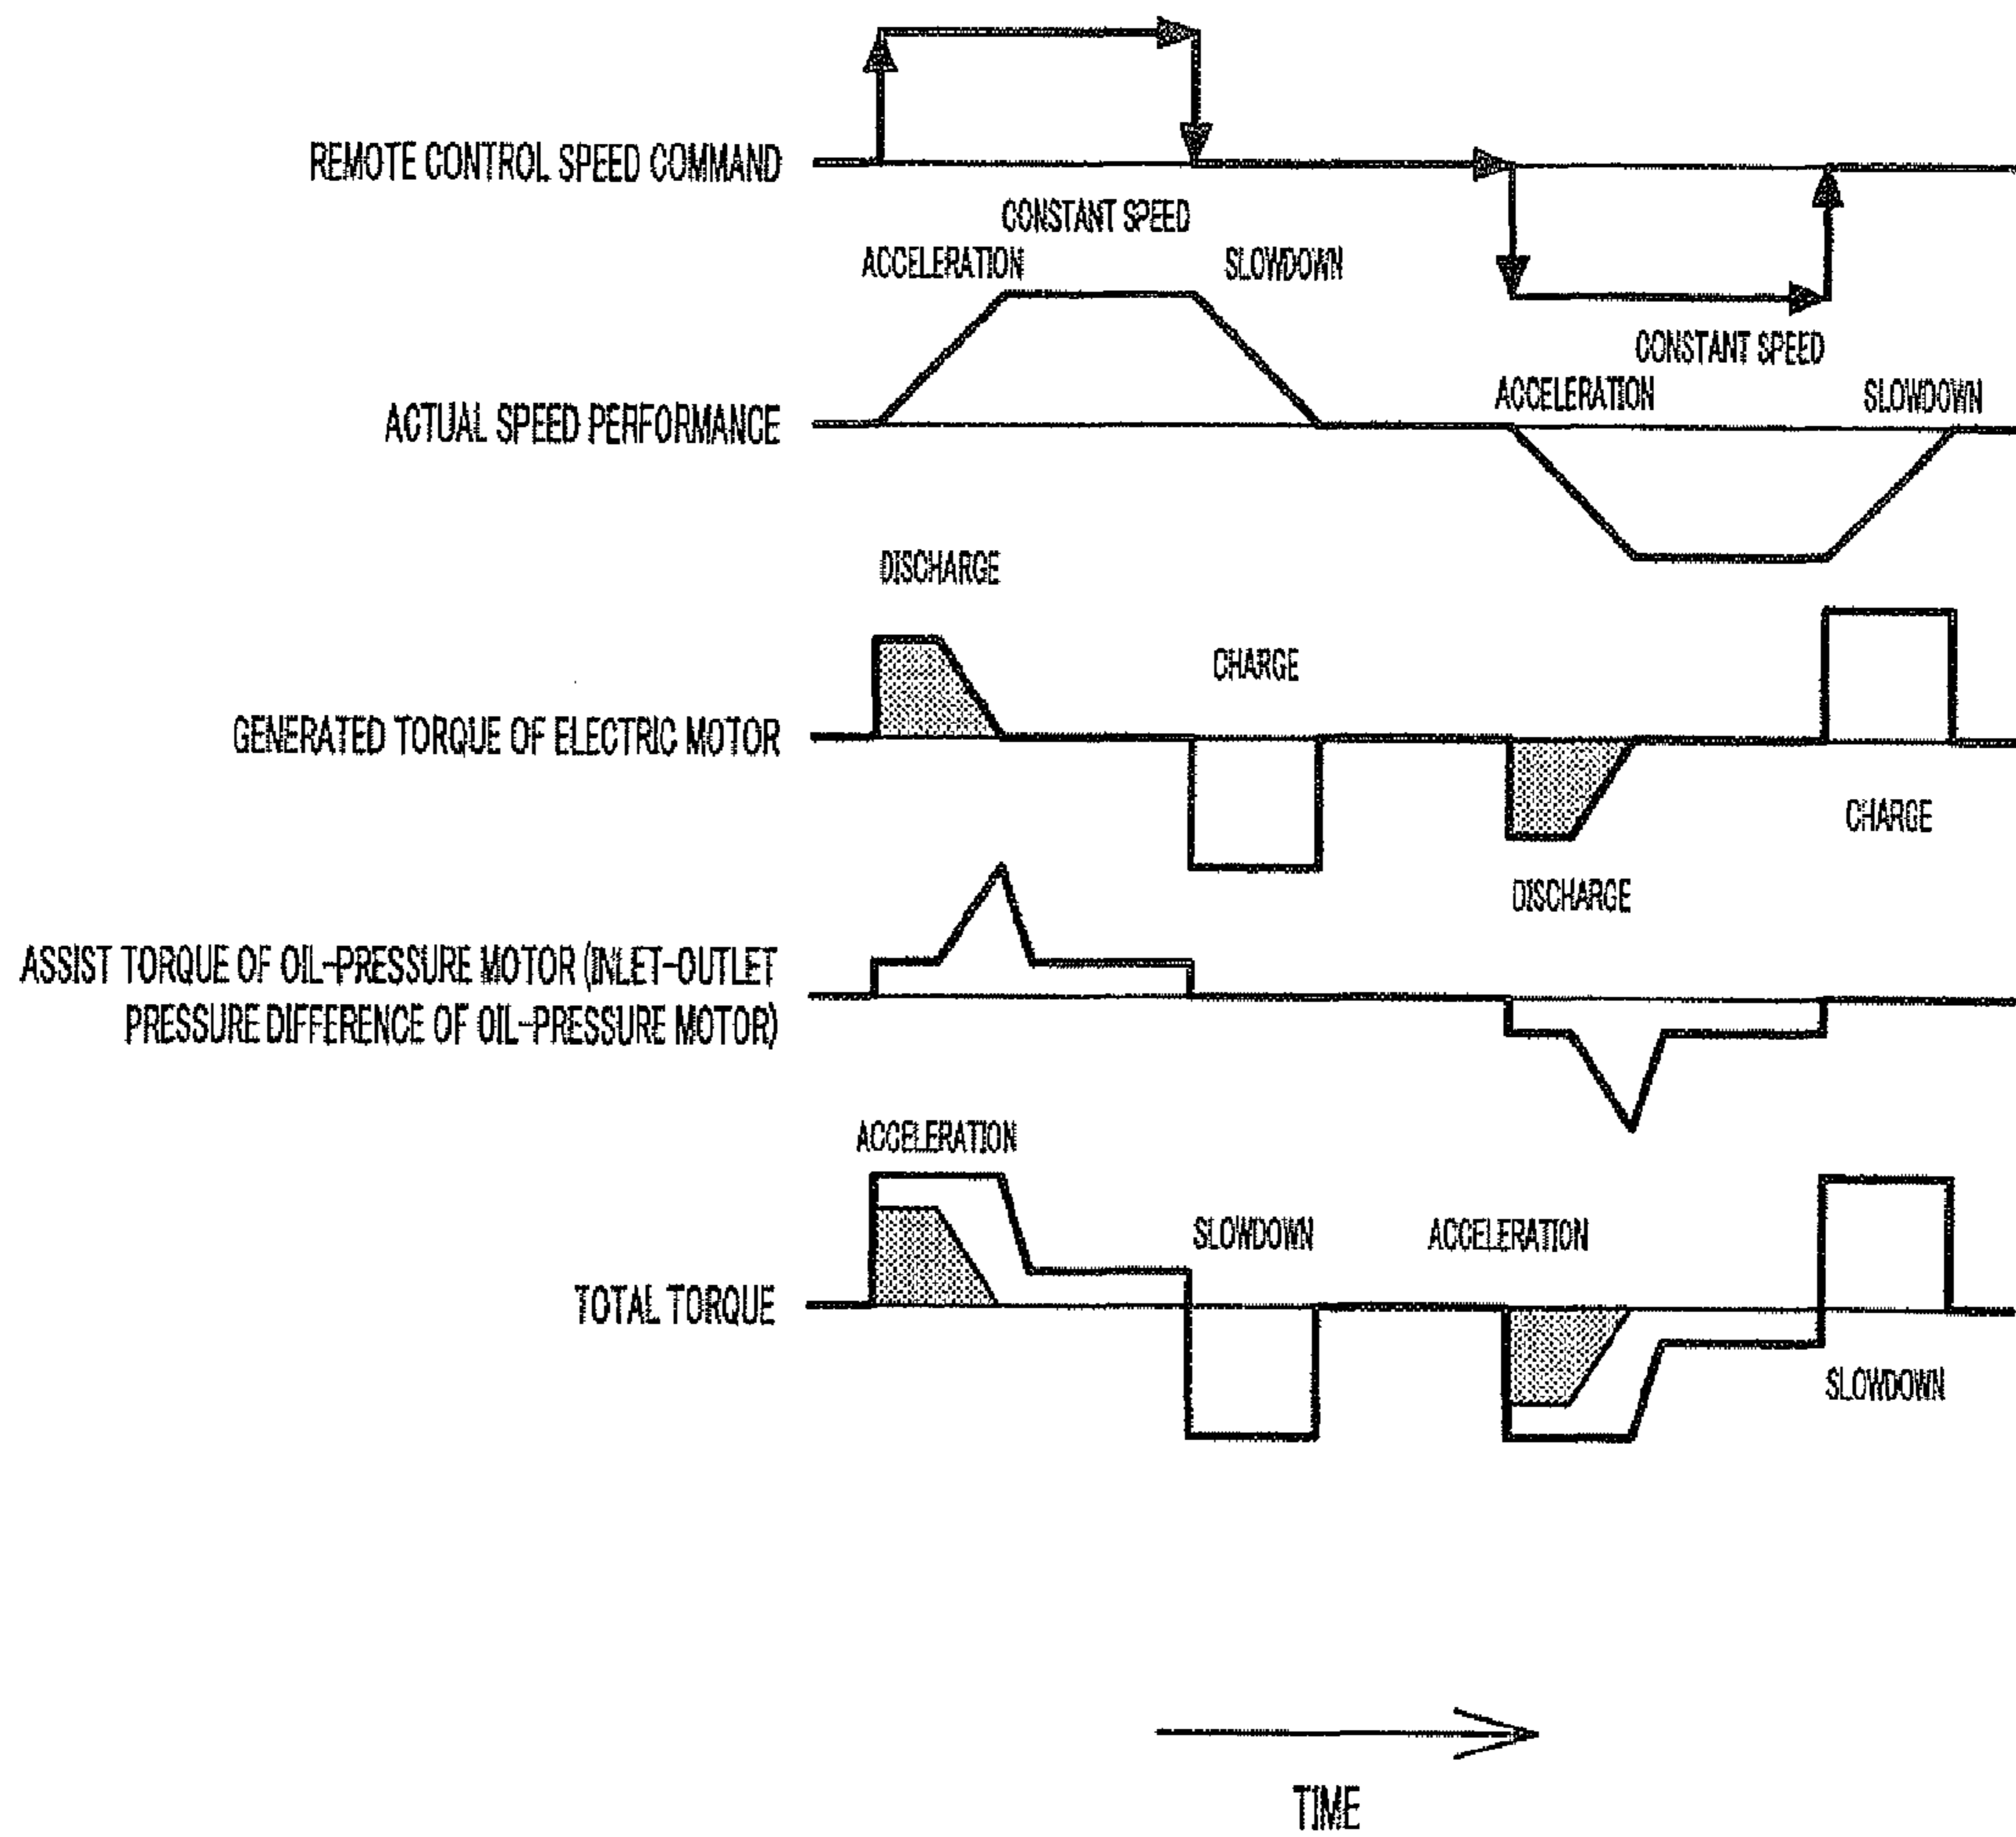 REMOTE CONTROL SPEED COMMAND
CONSTANT SPEED
ACCELERATION
SLOWDOWN
CONSTANT SPEED
ACCELERATION
SLOWDOWN
ACTUAL SPEED PERFORMANCE
DISCHARGE
CHARGE
GENERATED TORQUE OF ELECTRIC MOTOR
CHARGE
DISCHARGE
ASSIST TORQUE OF OIL-PRESSURE MOTOR (INLET-OUTLET
PRESSURE DIFFERENCE OF OIL-PRESSURE MOTOR)
ACCELERATION
SLOWDOWN
ACCELERATION
TOTAL TORQUE
SLOWDOWN
TIME